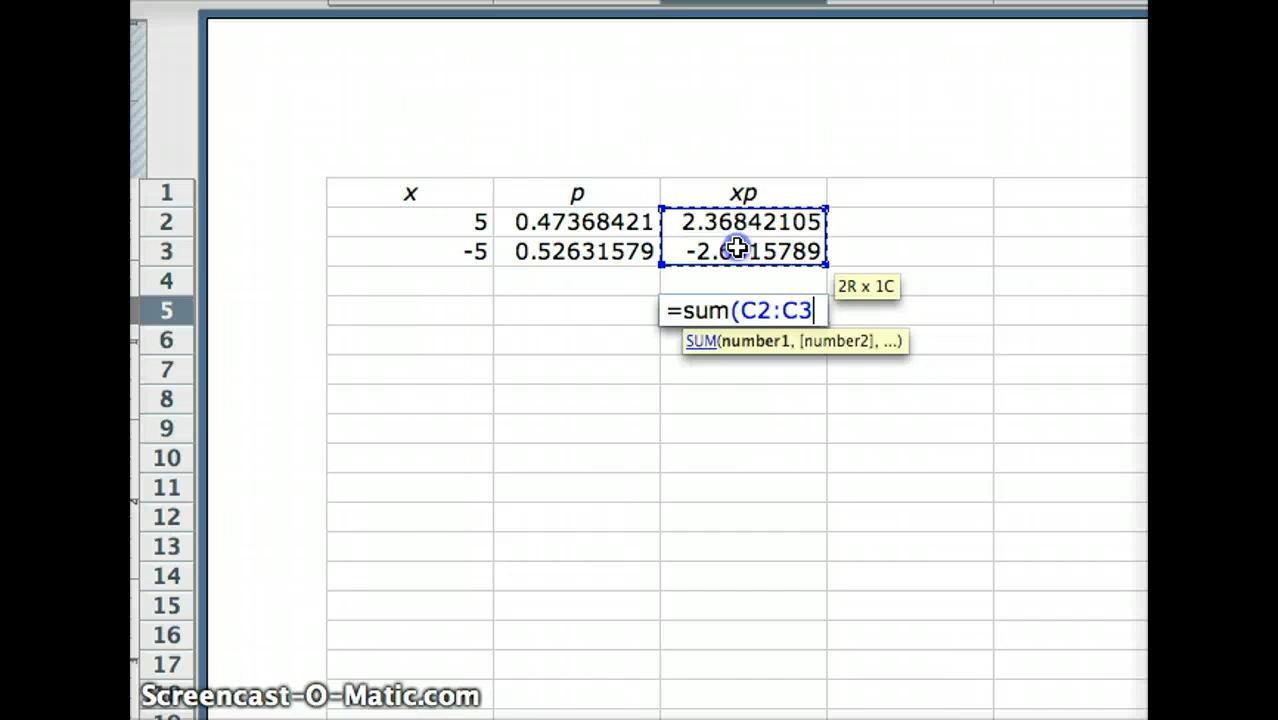 1 x p xp
2 5 0.47368421 2.36842105
3 -5 0.52631579 15789
4 2R x 1C
5 =sum(C2:C3
6 SUM(number1, [number2], ...)
7
8
9
10
11
12
13
14
15
16
17
Screencast-O-Matic.com